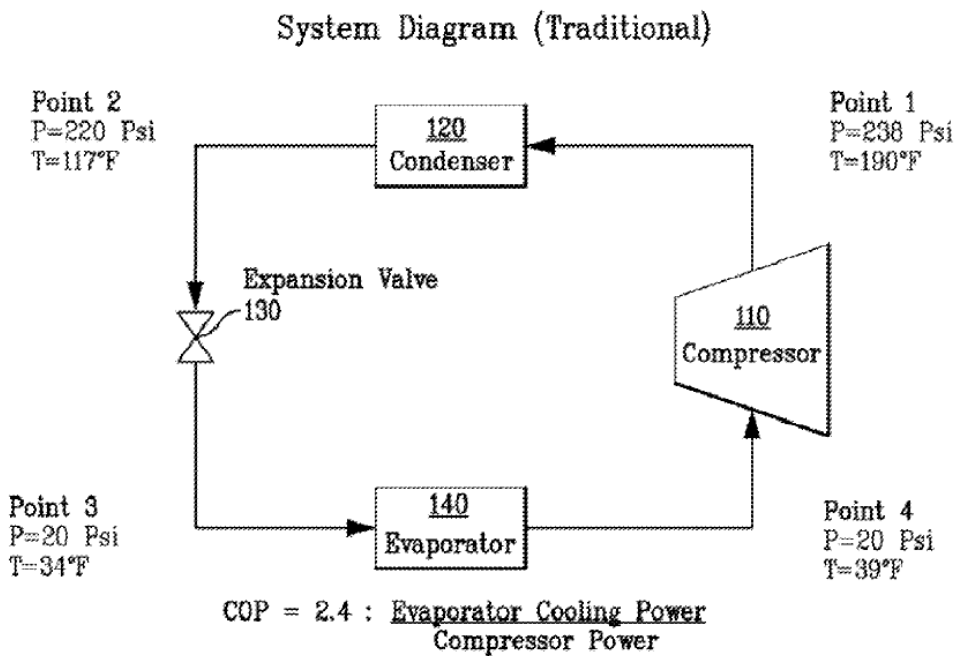 System Diagram (Traditional)
Point 2
P=220 Psi
T=117°F
120
Condenser
Point 1
P=238 Psi
T=190°F
Expansion Valve
130
110
Compressor
Point 3
P=20 Psi
T=34°F
140
Evaporator
Point 4
P=20 Psi
T=39°F
COP = 2.4 : Evaporator Cooling Power
Compressor Power